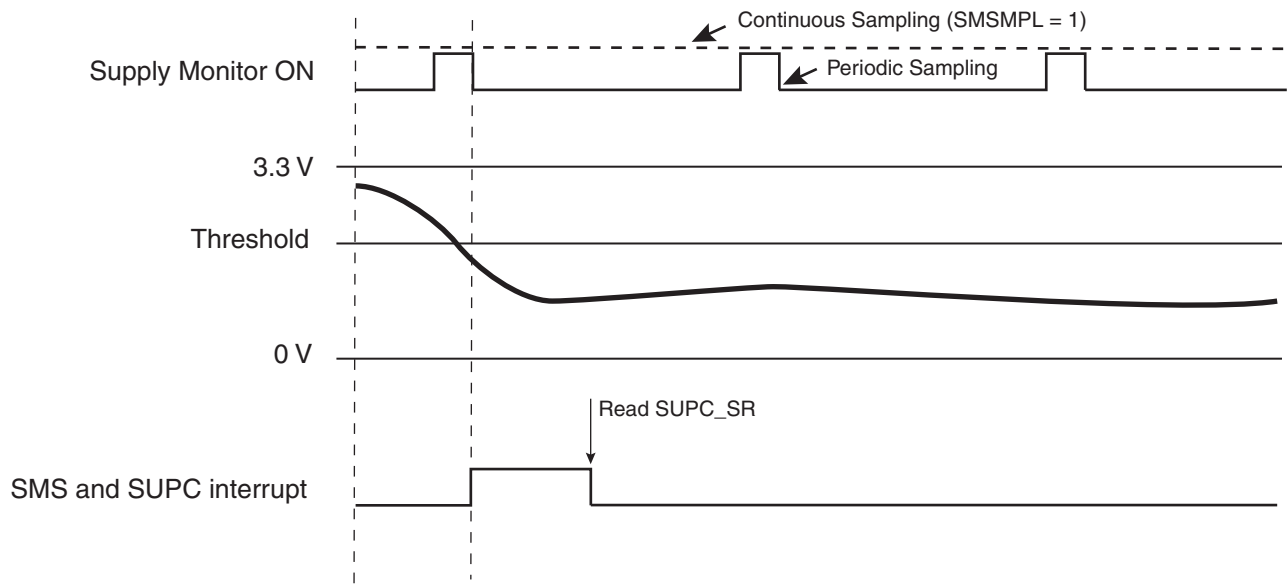 Continuous Sampling (SMSMPL = 1)
Supply Monitor ON
Periodic Sampling
3.3 V
Threshold
0 V
Read SUPC_SR
SMS and SUPC interrupt